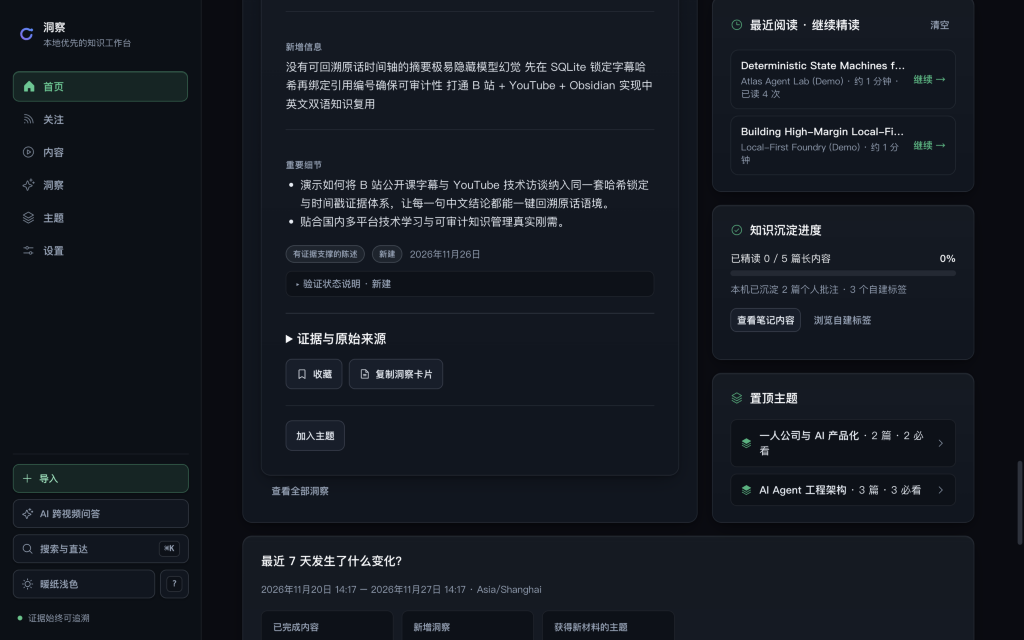 洞察
本地优先的知识工作台
首页
关注
内容
洞察
主题
设置
导入
AI 跨视频问答
搜索与直达 ⌘K
暖纸浅色 ?
证据始终可追溯
新增信息
没有可回溯原话时间轴的摘要极易隐藏模型幻觉 先在 SQLite 锁定字幕哈
希再绑定引用编号确保可审计性 打通 B 站 + YouTube + Obsidian 实现中
英文双语知识复用
重要细节
• 演示如何将 B 站公开课字幕与 YouTube 技术访谈纳入同一套哈希锁定
与时间戳证据体系，让每一句中文结论都能一键回溯原话语境。
• 贴合国内多平台技术学习与可审计知识管理真实刚需。
有证据支撑的陈述 新建 2026年11月26日
验证状态说明 · 新建
证据与原始来源
收藏 复制洞察卡片
加入主题
查看全部洞察
最近阅读 · 继续精读 清空
Deterministic State Machines f...
Atlas Agent Lab (Demo) · 约 1 分钟 ·
已读 4 次
继续 →
Building High-Margin Local-Fi...
Local-First Foundry (Demo) · 约 1 分
钟
继续 →
知识沉淀进度
已精读 0 / 5 篇长内容 0%
本机已沉淀 2 篇个人批注 · 3 个自建标签
查看笔记内容 浏览自建标签
置顶主题
一人公司与 AI 产品化 · 2 篇 · 2 必
看
AI Agent 工程架构 · 3 篇 · 3 必看
最近 7 天发生了什么变化?
2026年11月20日 14:17 — 2026年11月27日 14:17 · Asia/Shanghai
已完成内容 新增洞察 获得新材料的主题